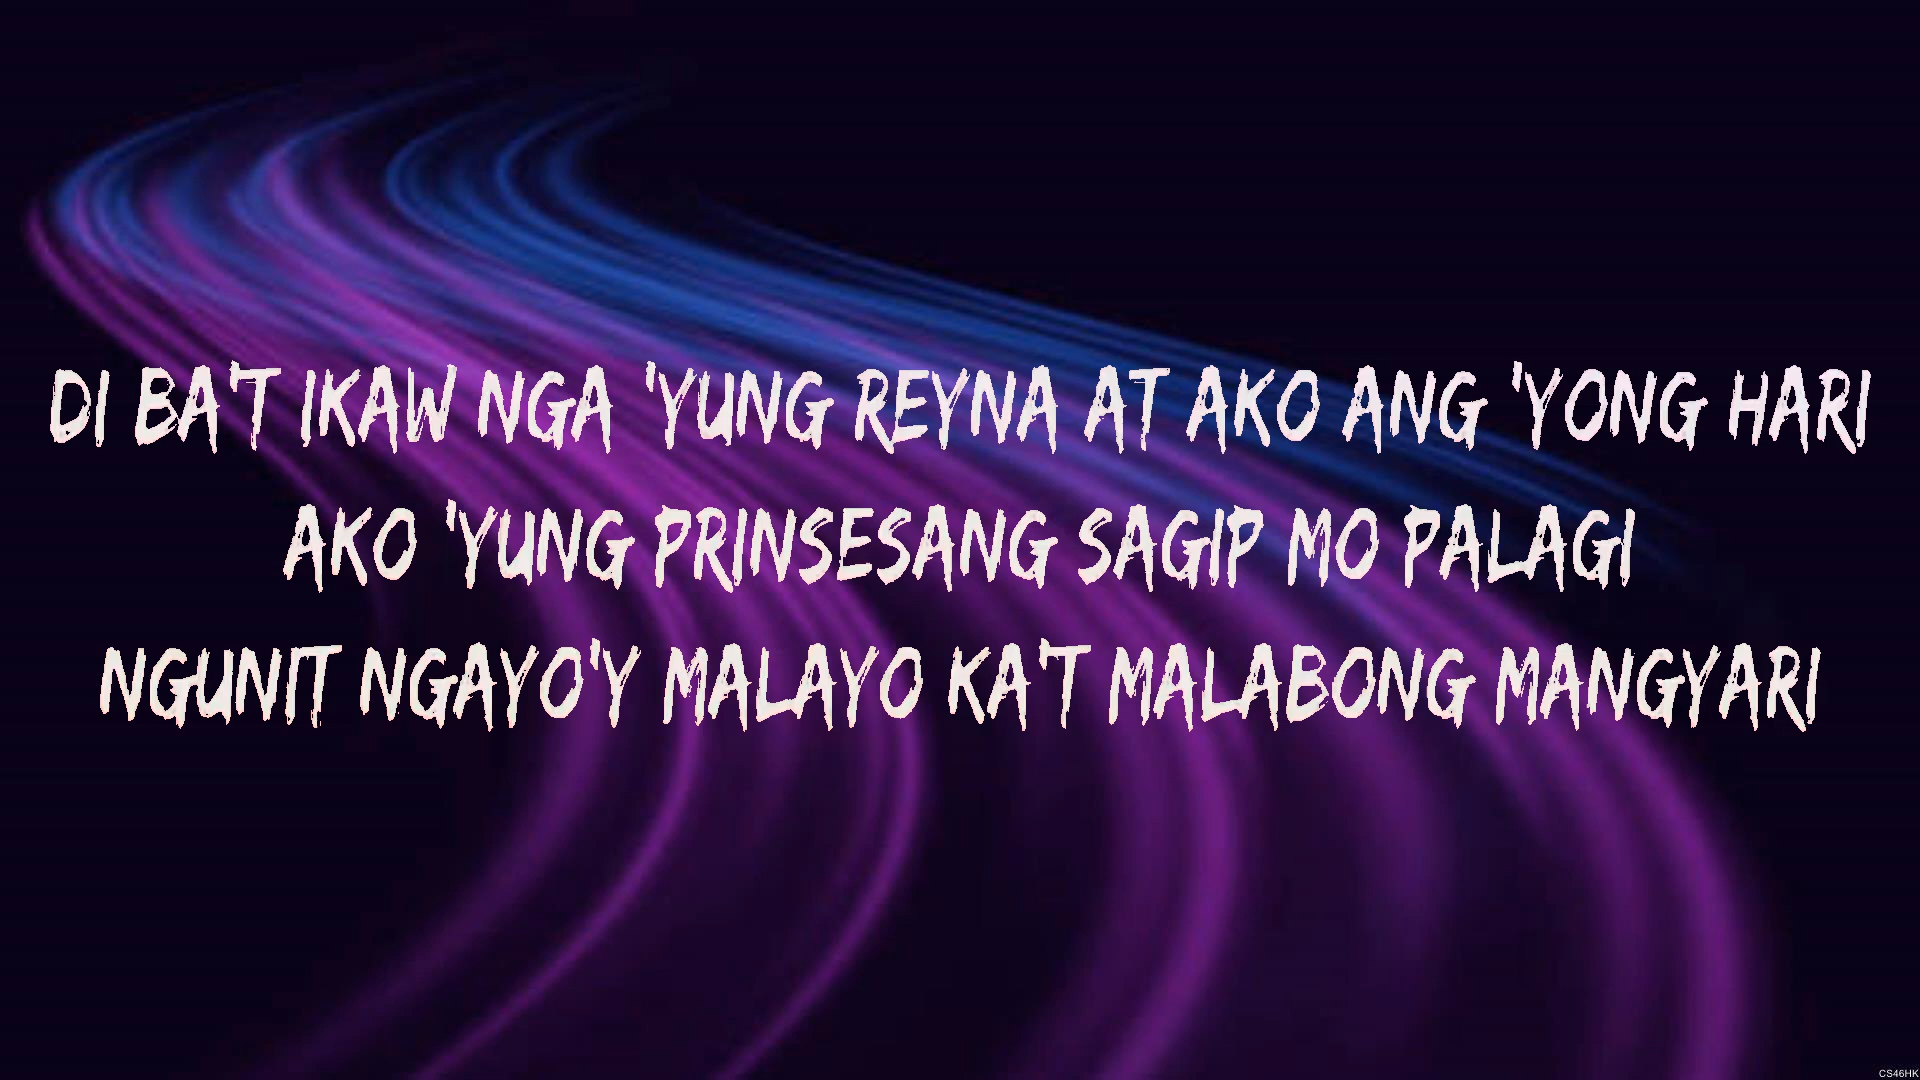 DI BA'T IKAW NGA 'YUNG REYNA AT AKO ANG 'YONG HARI
AKO 'YUNG PRINSESANG SAGIP MO PALAGI
NGUNIT NGAYO'Y MALAYO KA'T MALABONG MANGYARI
CS46HK